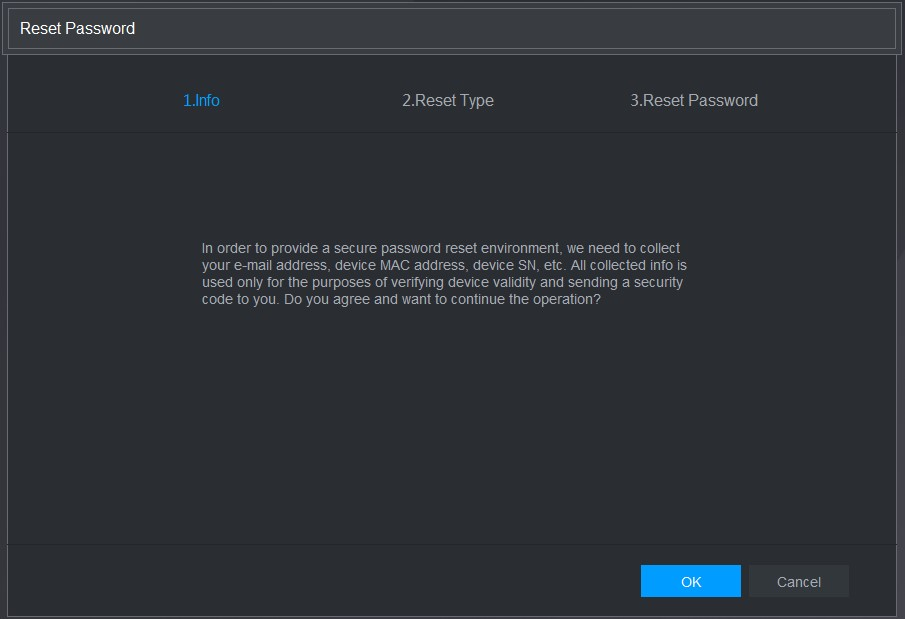 Reset Password
1.Info
2.Reset Type
3.Reset Password
In order to provide a secure password reset environment, we need to collect
your e-mail address, device MAC address, device SN, etc. All collected info is
used only for the purposes of verifying device validity and sending a security
code to you. Do you agree and want to continue the operation?
OK
Cancel